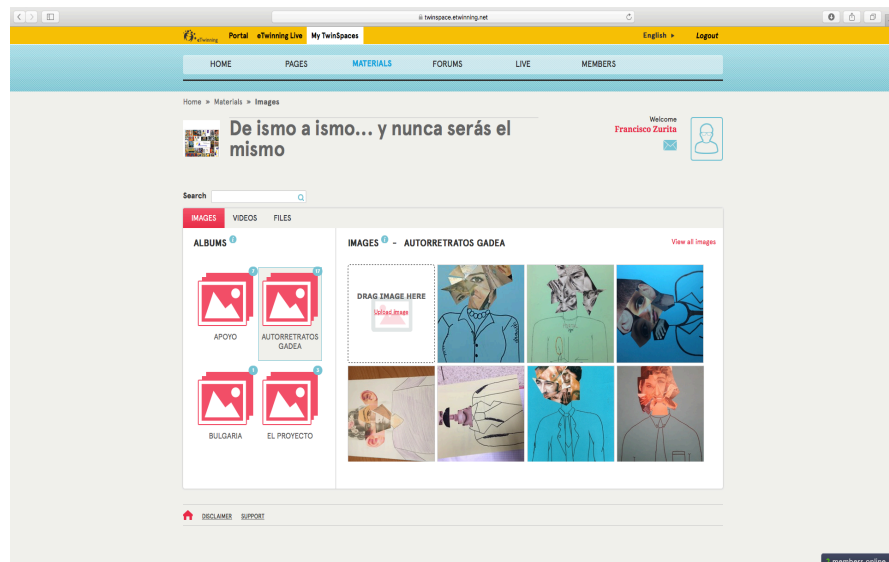 twinspace.etwinning.net
eTwinning Portal eTwinning Live My TwinSpaces English Logout
HOME PAGES MATERIALS FORUMS LIVE MEMBERS
Home » Materials » Images
De ismo a ismo... y nunca serás el
mismo
Welcome
Francisco Zurita
Search
IMAGES VIDEOS FILES
ALBUMS i
IMAGES i - AUTORRETRATOS GADEA
View all images
7
17
DRAG IMAGE HERE
Upload image
APOYO
AUTORRETRATOS
GADEA
BULGARIA
EL PROYECTO
DISCLAIMER SUPPORT
members online